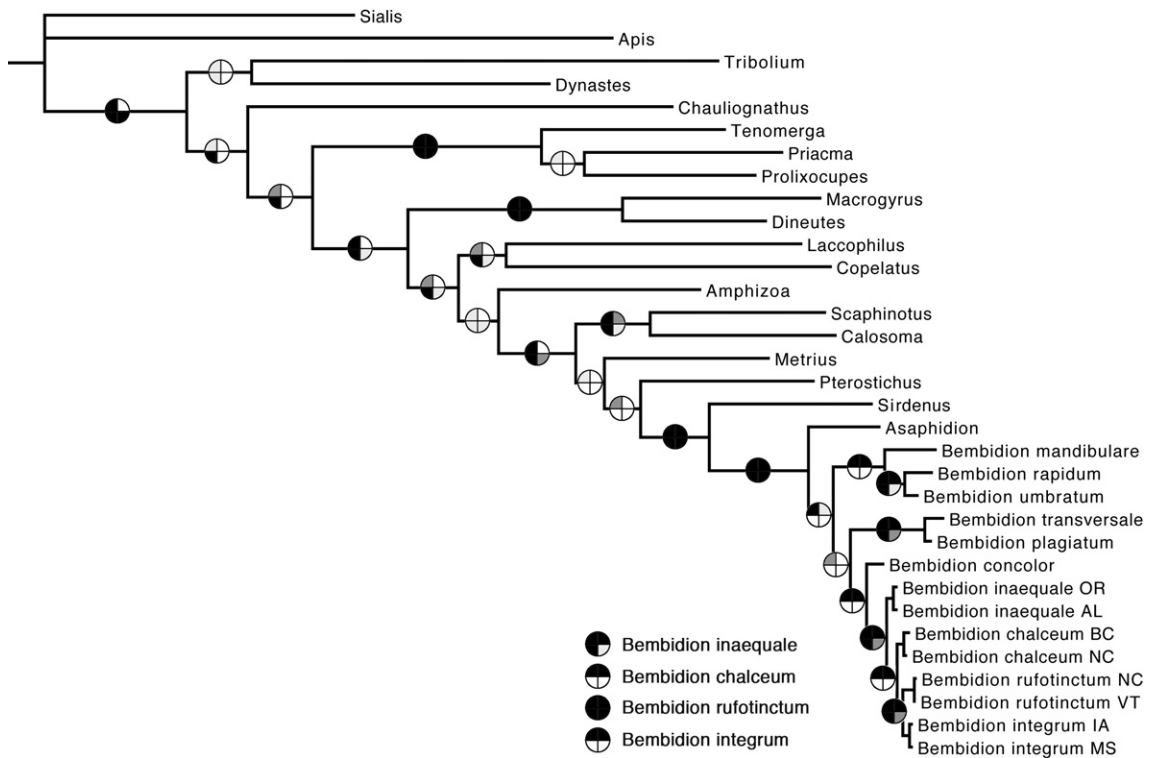 Sialis
Apis
Tribolium
Dynastes
Chauliognathus
Tenomerga
Priacma
Prolixocupes
Macrogyrus
Dineutes
Laccophilus
Copelatus
Amphizoa
Scaphinotus
Calosoma
Metrius
Pterostichus
Sirdenus
Asaphidion
Bembidion mandibulare
Bembidion rapidum
Bembidion umbratum
Bembidion transversale
Bembidion plagiatum
Bembidion concolor
Bembidion inaequale OR
Bembidion inaequale AL
Bembidion chalceum BC
Bembidion chalceum NC
Bembidion rufotinctum NC
Bembidion rufotinctum VT
Bembidion integrum IA
Bembidion integrum MS
Bembidion inaequale
Bembidion chalceum
Bembidion rufotinctum
Bembidion integrum